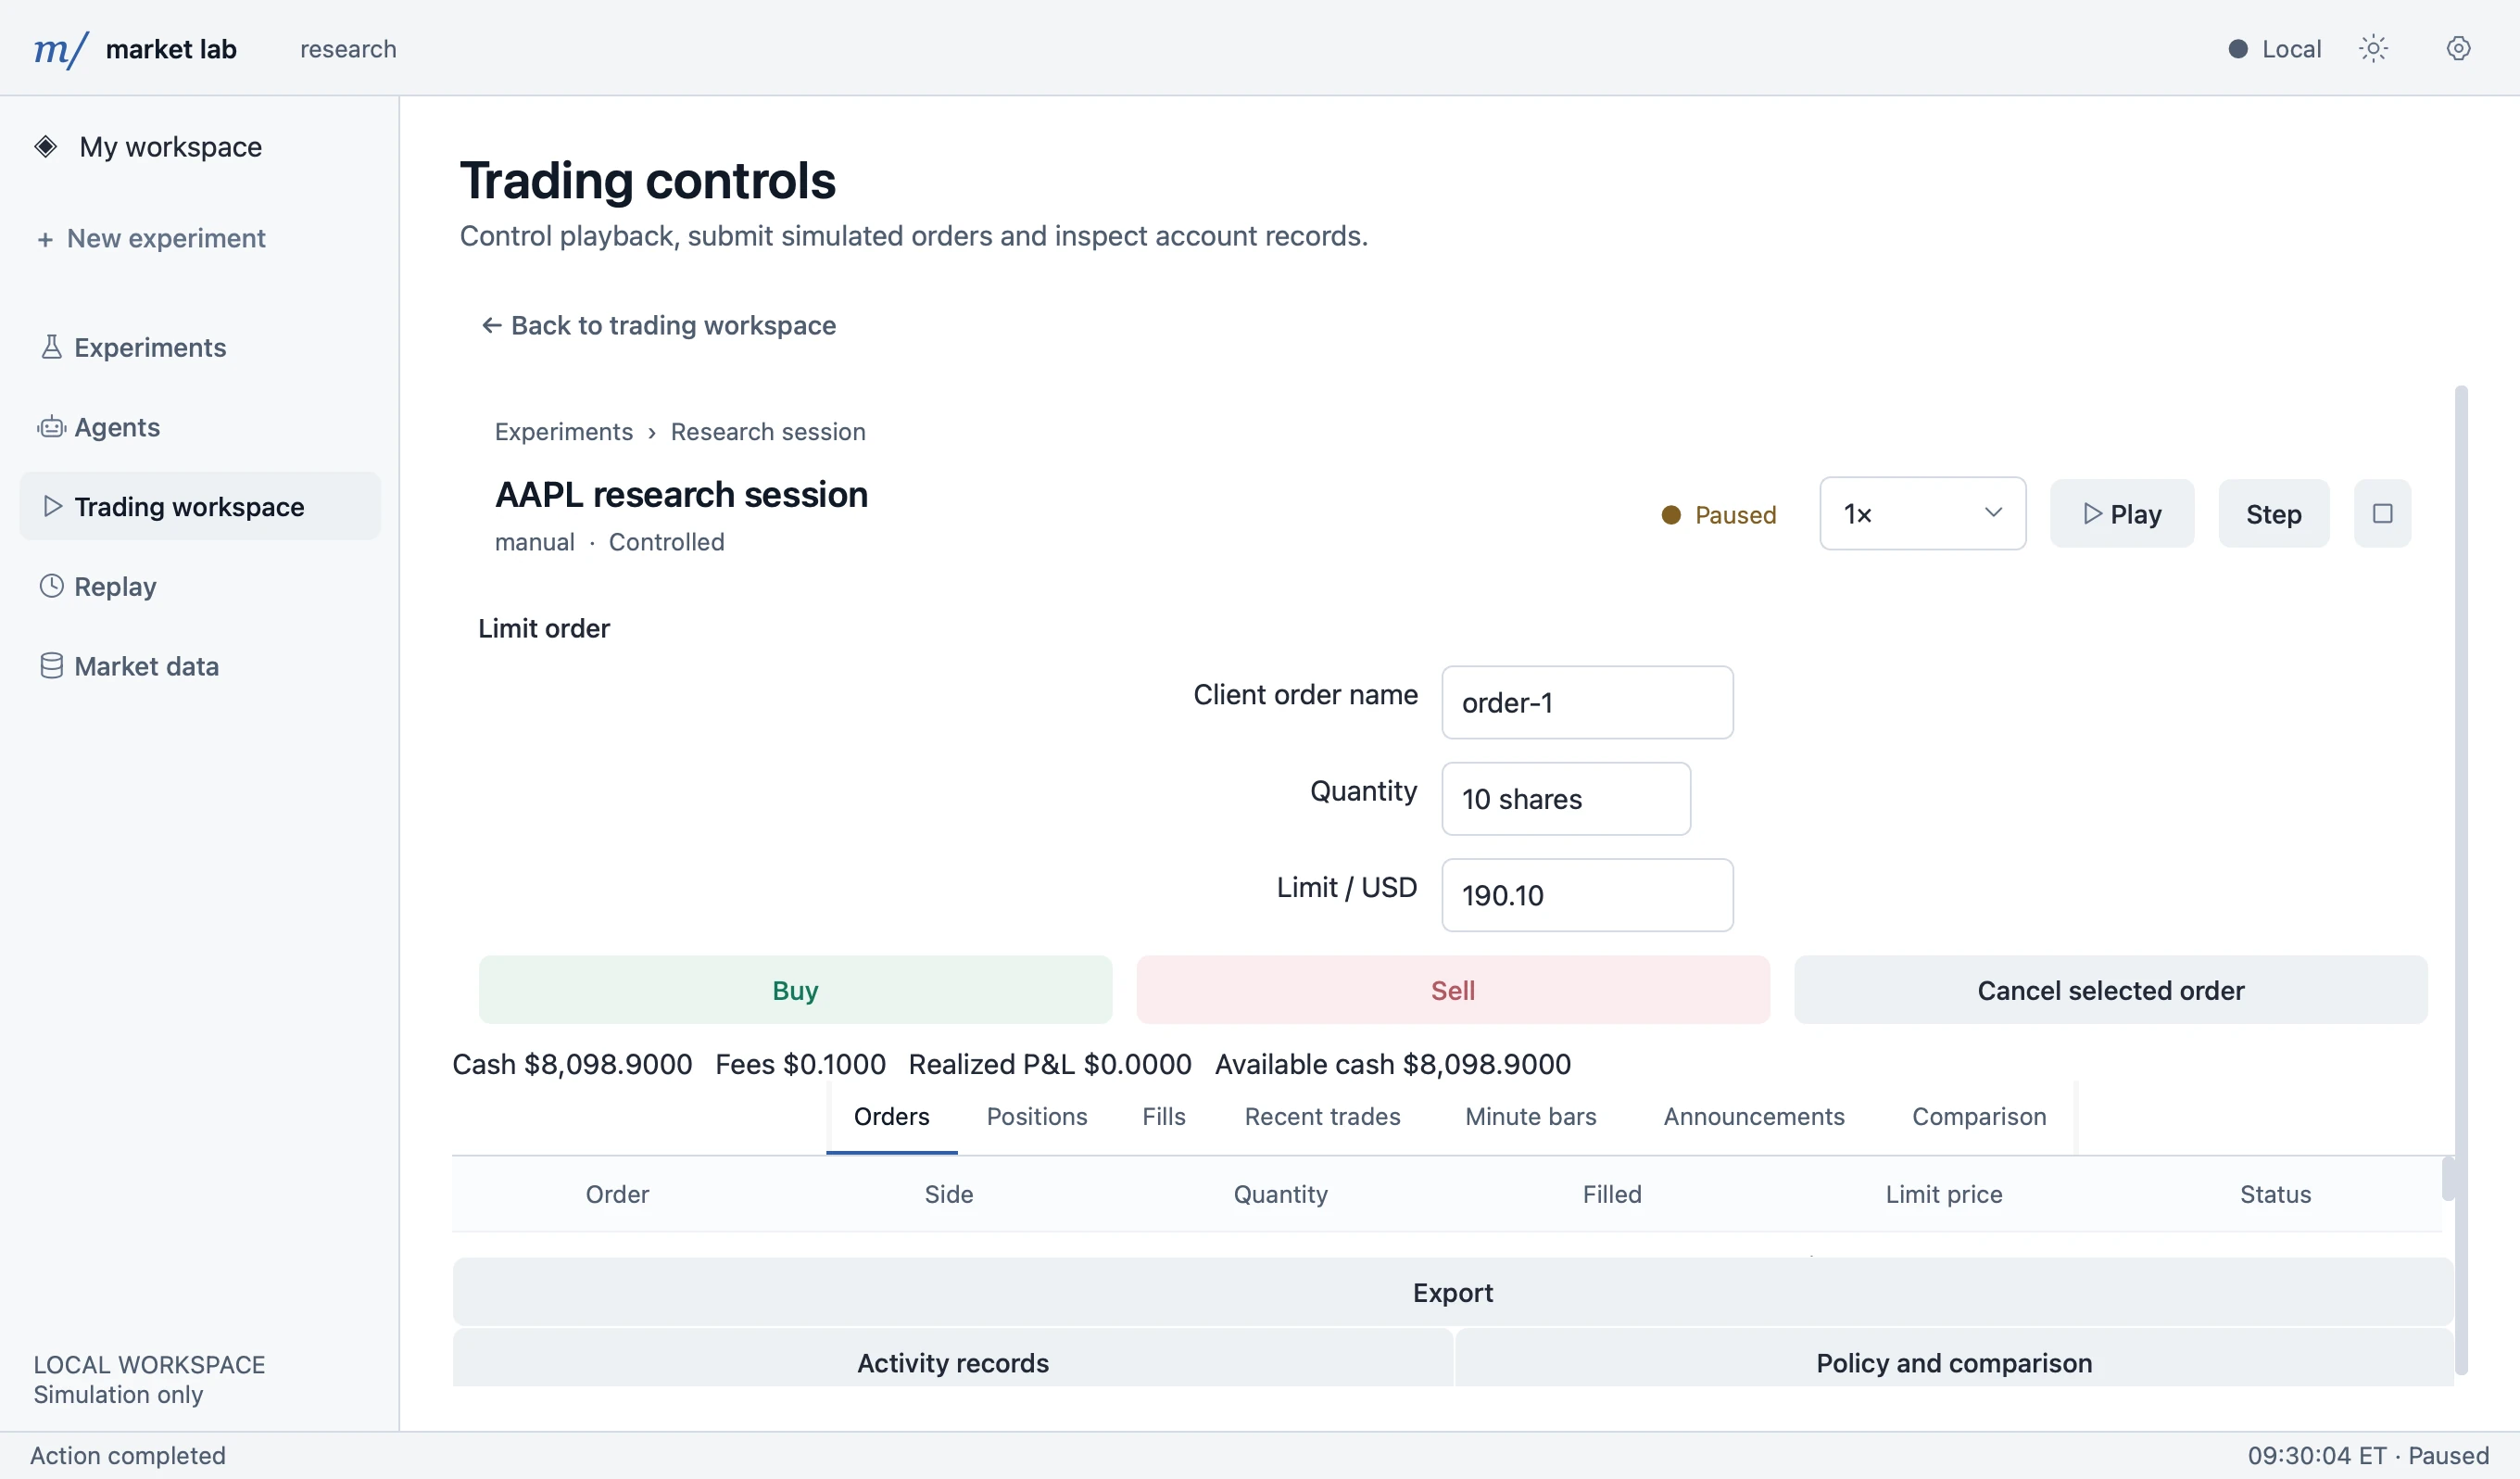 m/ market lab research Local
My workspace
+ New experiment
Experiments
Agents
Trading workspace
Replay
Market data
LOCAL WORKSPACE
Simulation only
Trading controls
Control playback, submit simulated orders and inspect account records.
← Back to trading workspace
Experiments › Research session
AAPL research session
manual · Controlled
Paused 1× Play Step
Limit order
Client order name order-1
Quantity 10 shares
Limit / USD 190.10
Buy Sell Cancel selected order
Cash $8,098.9000 Fees $0.1000 Realized P&L $0.0000 Available cash $8,098.9000
Orders Positions Fills Recent trades Minute bars Announcements Comparison
Order Side Quantity Filled Limit price Status
Export
Activity records Policy and comparison
Action completed 09:30:04 ET · Paused